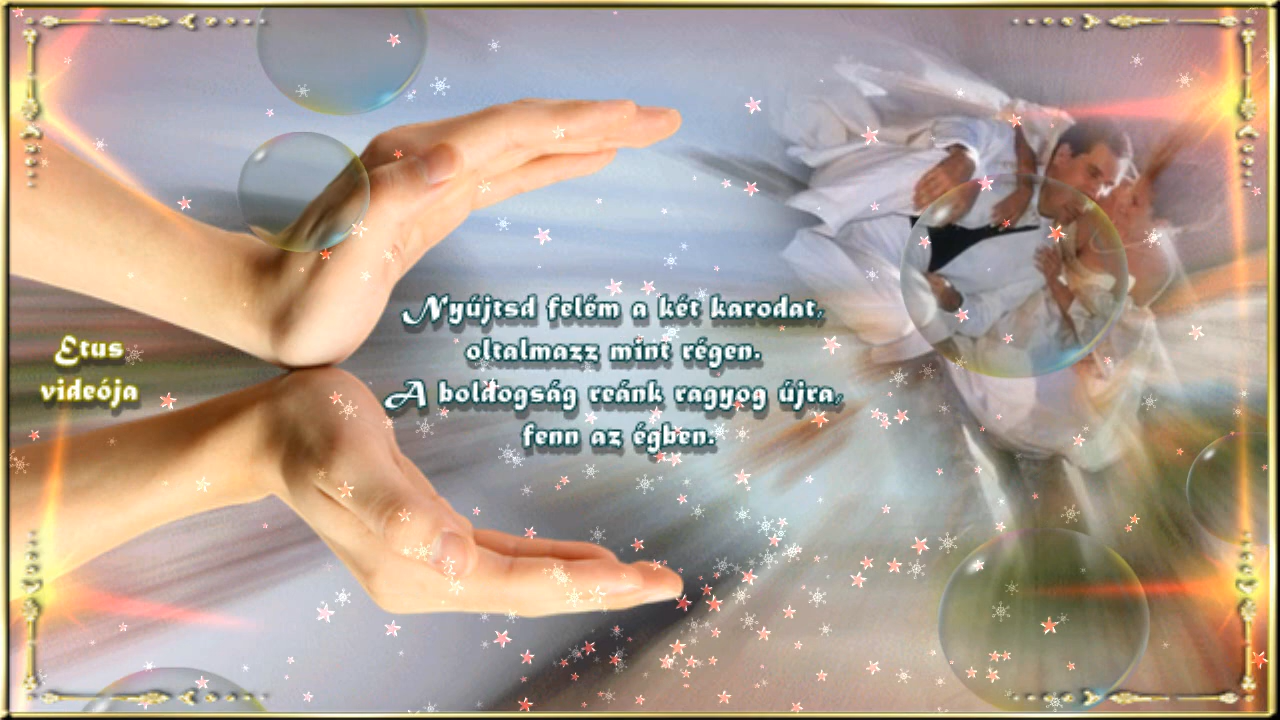 Nyújtsd felém a két karodat,
oltalmazz mint régen.
A boldogság reánk ragyog újra,
fenn az égben.
Etus
videója